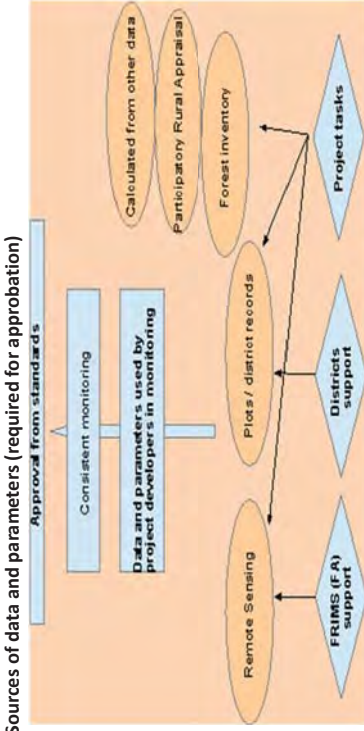 Sources of data and parameters (required for approbation)
Approval from standards
Consistent monitoring
Data and parameters used by
project developers in monitoring
Calculated from other data
Participatory Rural Appraisal
Forest inventory
Plots / district records
Remote Sensing
FRIMS (FA)
support
Districts
support
Project tasks